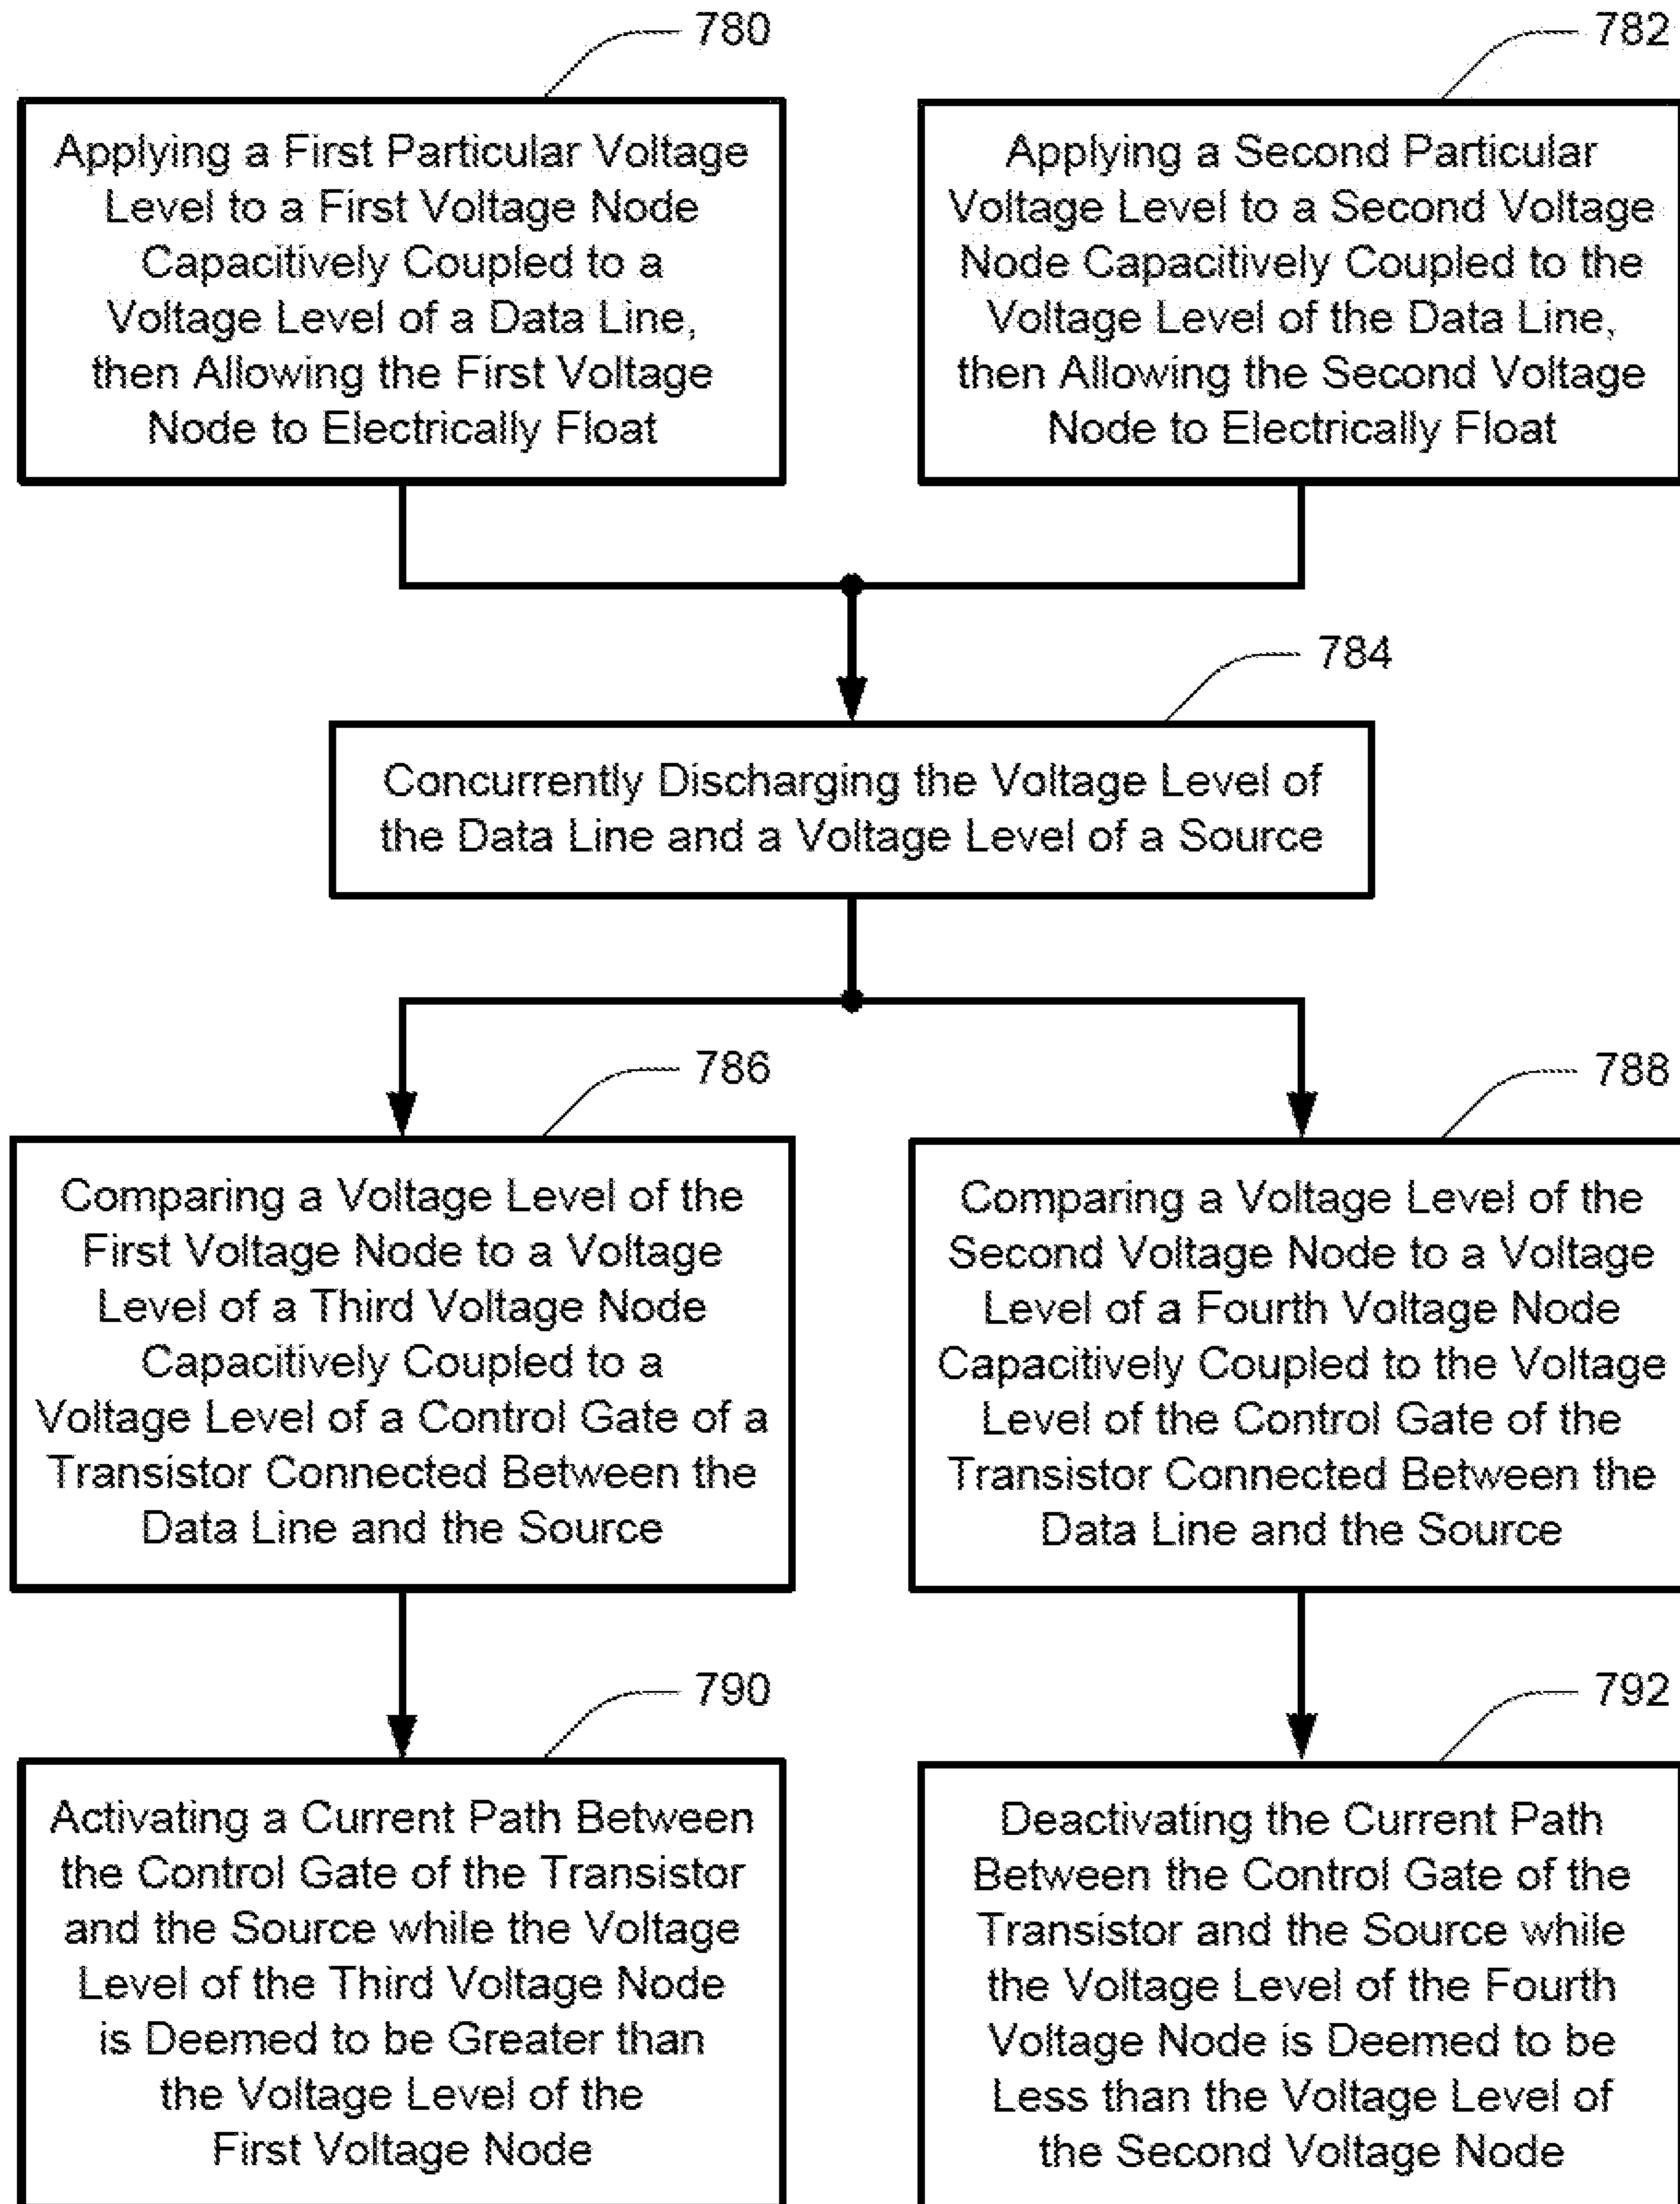 780
Applying a First Particular Voltage
Level to a First Voltage Node
Capacitively Coupled to a
Voltage Level of a Data Line,
then Allowing the First Voltage
Node to Electrically Float
782
Applying a Second Particular
Voltage Level to a Second Voltage
Node Capacitively Coupled to the
Voltage Level of the Data Line,
then Allowing the Second Voltage
Node to Electrically Float
784
Concurrently Discharging the Voltage Level of
the Data Line and a Voltage Level of a Source
786
Comparing a Voltage Level of the
First Voltage Node to a Voltage
Level of a Third Voltage Node
Capacitively Coupled to a
Voltage Level of a Control Gate of a
Transistor Connected Between the
Data Line and the Source
788
Comparing a Voltage Level of the
Second Voltage Node to a Voltage
Level of a Fourth Voltage Node
Capacitively Coupled to the Voltage
Level of the Control Gate of the
Transistor Connected Between the
Data Line and the Source
790
Activating a Current Path Between
the Control Gate of the Transistor
and the Source while the Voltage
Level of the Third Voltage Node
is Deemed to be Greater than
the Voltage Level of the
First Voltage Node
792
Deactivating the Current Path
Between the Control Gate of the
Transistor and the Source while
the Voltage Level of the Fourth
Voltage Node is Deemed to be
Less than the Voltage Level of
the Second Voltage Node